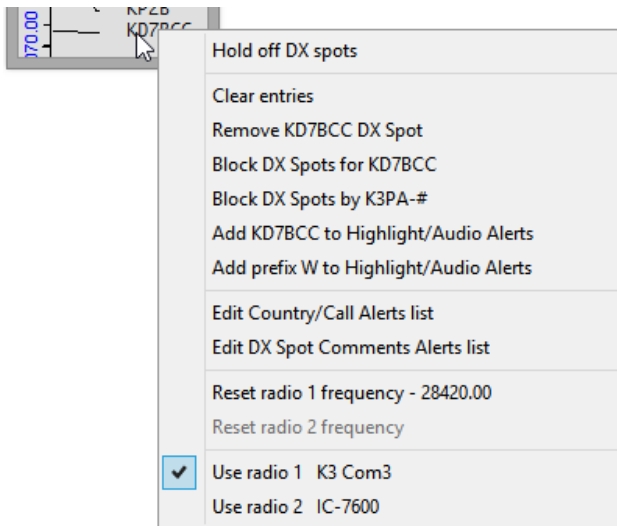 KP2B
KD7BCC
070.00
Hold off DX spots
Clear entries
Remove KD7BCC DX Spot
Block DX Spots for KD7BCC
Block DX Spots by K3PA-#
Add KD7BCC to Highlight/Audio Alerts
Add prefix W to Highlight/Audio Alerts
Edit Country/Call Alerts list
Edit DX Spot Comments Alerts list
Reset radio 1 frequency - 28420.00
Reset radio 2 frequency
Use radio 1 K3 Com3
Use radio 2 IC-7600